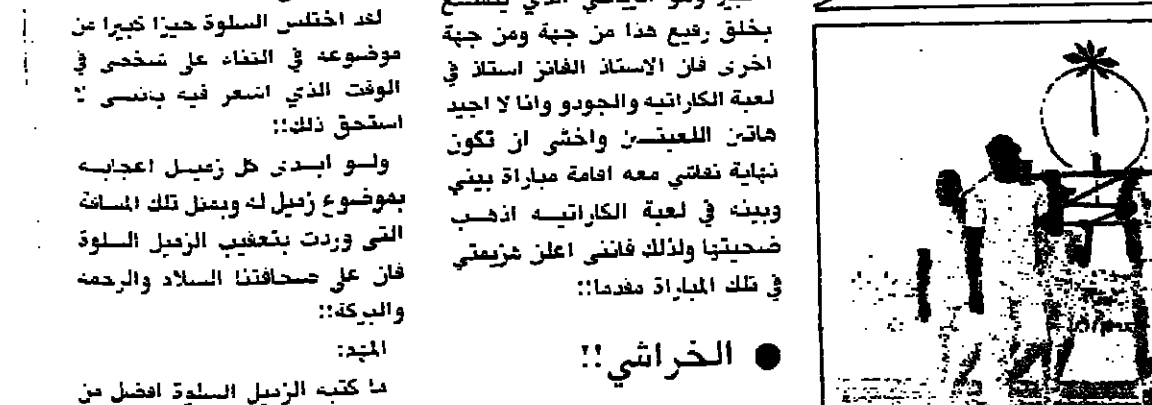 بخلق رفيع هذا من جهة ومن جهة
اخرى فان الاستاذ الفائز استاذ في
لعبة الكاراتيه والجودو وانا لا اجيد
هاتين اللعبتين واخشى ان تكون
نهاية نقاشي معه اقامة مباراة بيني
وبينه في لعبة الكاراتيه اذهب
ضحيتها ولذلك فانني اعلن هزيمتي
في تلك المباراة مقدما!!
● الخراشي!!
لقد اختلس السلوة حيزا كبيرا من
موضوعه في الثناء على شخصي في
الوقت الذي اشعر فيه بانني لا
استحق ذلك!!
ولو ابدى كل زميل اعجابه
بموضوع زميل له وبمثل تلك المسافة
التي وردت بتعقيب الزميل السلوة
فان على صحافتنا السلام والرحمة
والبركة!!
المهم:
ما كتبه الزميل السلوة افضل من